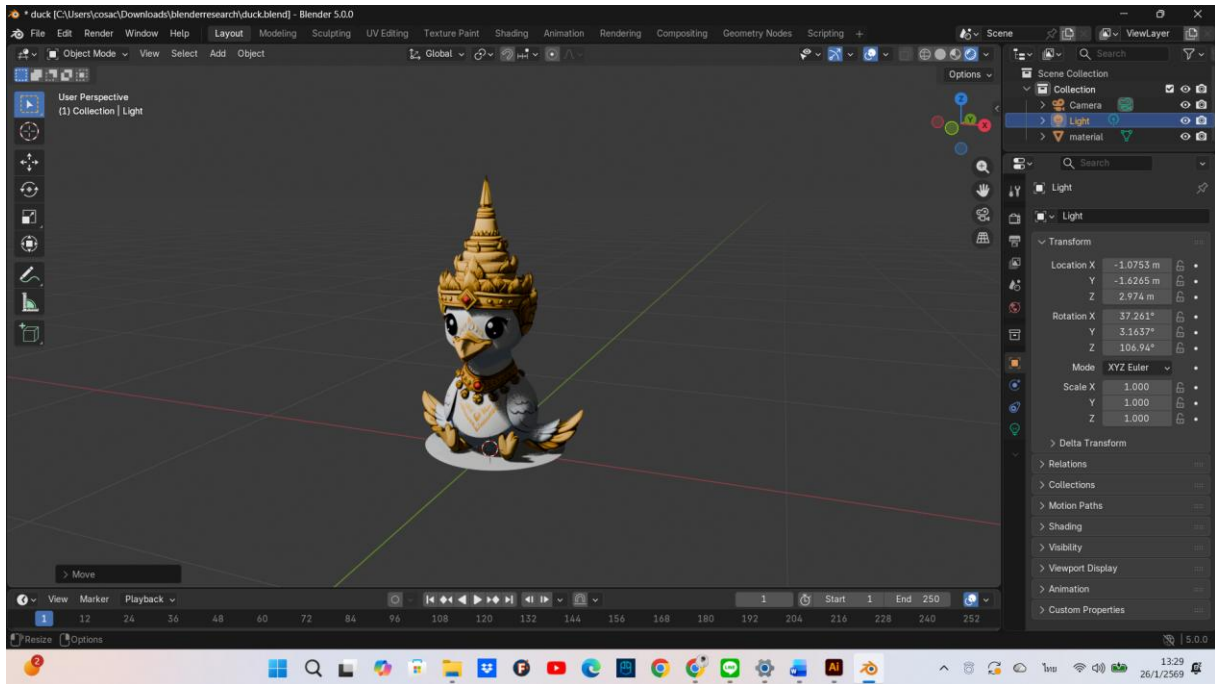 * duck [C:\Users\cosac\Downloads\blenderresearch\duck.blend] - Blender 5.0.0
File Edit Render Window Help Layout Modeling Sculpting UV Editing Texture Paint Shading Animation Rendering Compositing Geometry Nodes Scripting + Scene ViewLayer
Object Mode View Select Add Object Global Search
Options
User Perspective
(1) Collection | Light
X
Y
Z
Scene Collection
Collection
Camera
Light
material
Search
Light
Light
Transform
Location X -1.0753 m
Y -1.6265 m
Z 2.974 m
Rotation X 37.261°
Y 3.1637°
Z 106.94°
Mode XYZ Euler
Scale X 1.000
Y 1.000
Z 1.000
Delta Transform
Relations
Collections
Motion Paths
Shading
Visibility
Viewport Display
Animation
Custom Properties
Move
View Marker Playback 1 Start 1 End 250
1 12 24 36 48 60 72 84 96 108 120 132 144 156 168 180 192 204 216 228 240 252
Resize Options 5.0.0
2 Ai ไทย 13:29
26/1/2569